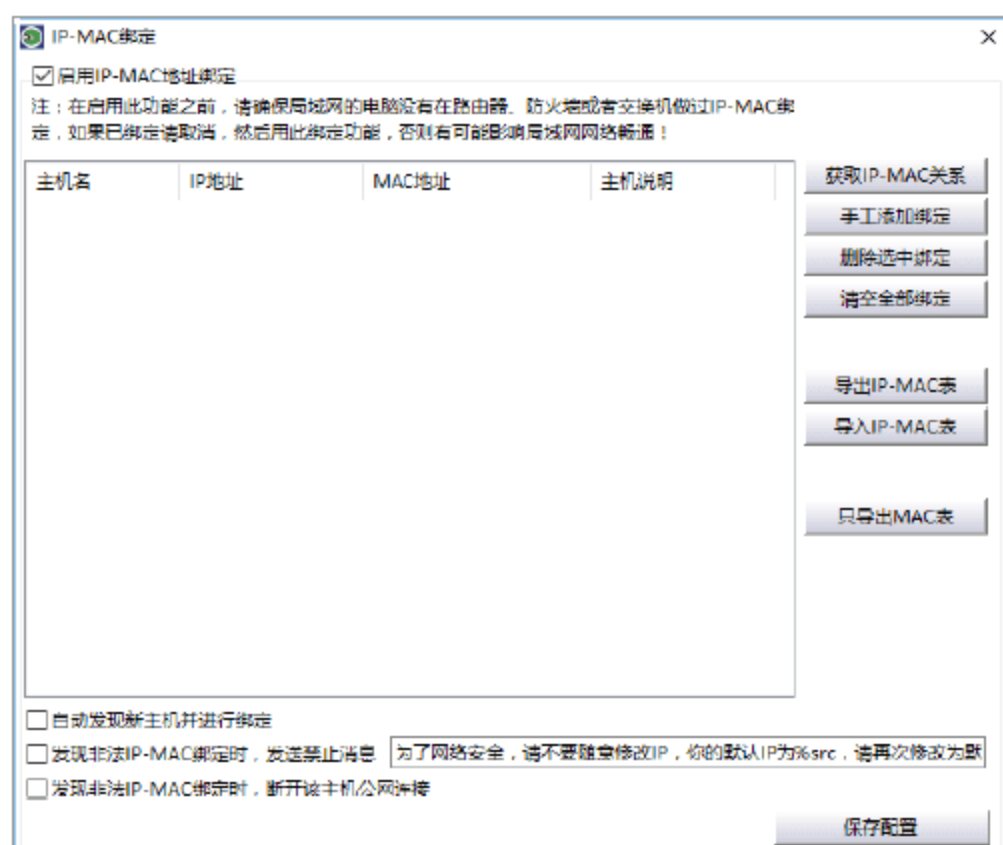 IP-MAC绑定
启用IP-MAC地址绑定
注：在启用此功能之前，请确保局域网的电脑没有在路由器、防火墙或者交换机做过IP-MAC绑
定，如果已绑定请取消，然后用此绑定功能，否则有可能影响局域网网络畅通！
主机名 IP地址 MAC地址 主机说明
获取IP-MAC关系
手工添加绑定
删除选中绑定
清空全部绑定
导出IP-MAC表
导入IP-MAC表
只导出MAC表
自动发现新主机并进行绑定
发现非法IP-MAC绑定时，发送禁止消息 为了网络安全，请不要随意修改IP，你的默认IP为%src，请再次修改为默
发现非法IP-MAC绑定时，断开该主机公网连接
保存配置